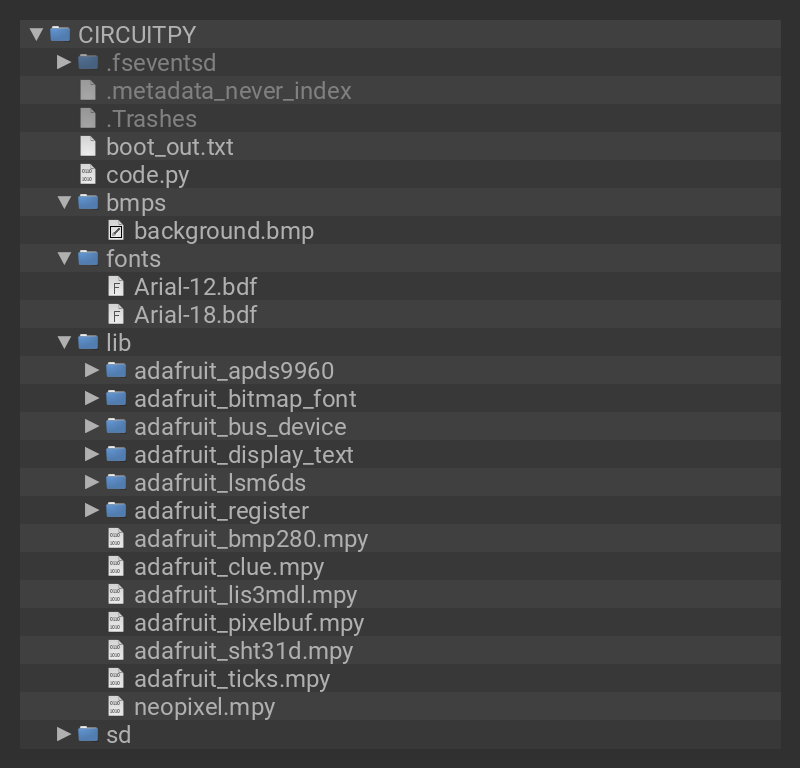 CIRCUITPY
.fseventsd
.metadata_never_index
.Trashes
boot_out.txt
code.py
bmps
background.bmp
fonts
Arial-12.bdf
Arial-18.bdf
lib
adafruit_apds9960
adafruit_bitmap_font
adafruit_bus_device
adafruit_display_text
adafruit_lsm6ds
adafruit_register
adafruit_bmp280.mpy
adafruit_clue.mpy
adafruit_lis3mdl.mpy
adafruit_pixelbuf.mpy
adafruit_sht31d.mpy
adafruit_ticks.mpy
neopixel.mpy
sd